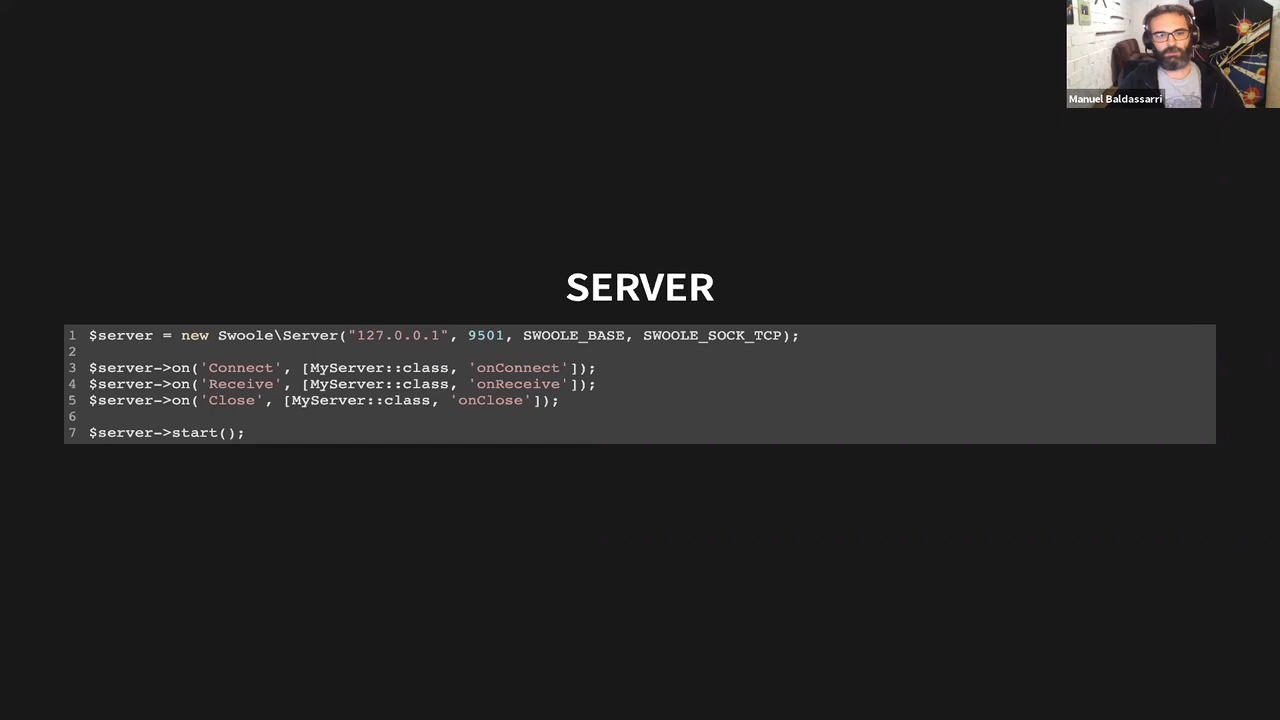 Manuel Baldassarri
SERVER
1 $server = new Swoole\Server("127.0.0.1", 9501, SWOOLE_BASE, SWOOLE_SOCK_TCP);
2
3 $server->on('Connect', [MyServer::class, 'onConnect']);
4 $server->on('Receive', [MyServer::class, 'onReceive']);
5 $server->on('Close', [MyServer::class, 'onClose']);
6
7 $server->start();